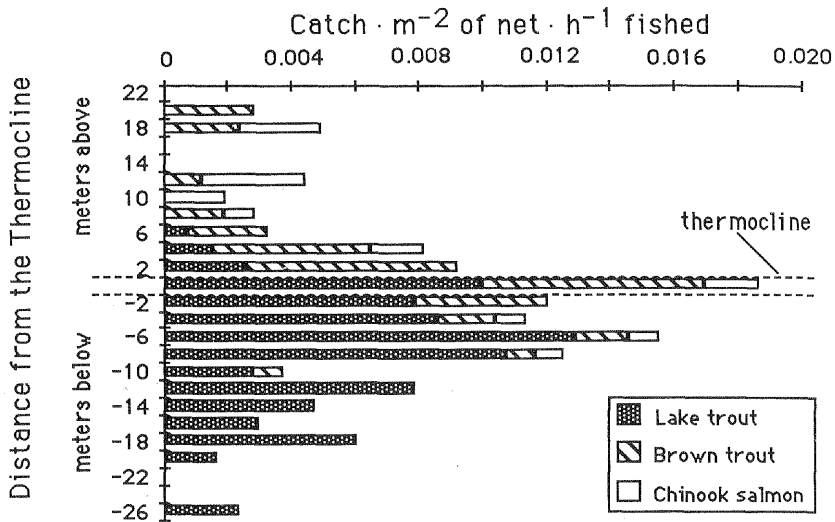 Catch · m⁻² of net · h⁻¹ fished
0 0.004 0.008 0.012 0.016 0.020
Distance from the Thermocline
meters above
meters below
22
18
14
10
6
2
-2
-6
-10
-14
-18
-22
-26
thermocline
Lake trout
Brown trout
Chinook salmon